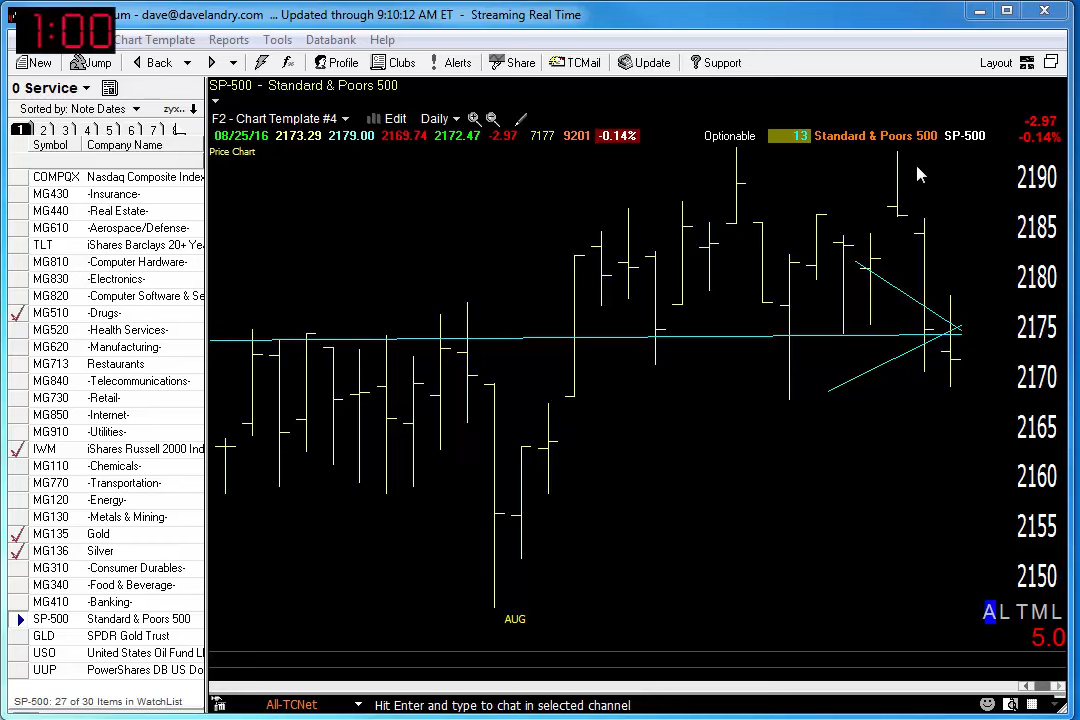 1:00
um - dave@davelandry.com ... Updated through 9:10:12 AM ET - Streaming Real Time
Chart Template Reports Tools Databank Help
New Jump Back Profile Clubs Alerts Share TCMail Update Support Layout
0 Service
Sorted by: Note Dates zyx..
1 2 3 4 5 6 7
Symbol Company Name
COMPQX Nasdaq Composite Index
MG430 -Insurance-
MG440 -Real Estate-
MG610 -Aerospace/Defense-
TLT iShares Barclays 20+ Ye
MG810 -Computer Hardware-
MG830 -Electronics-
MG820 -Computer Software & Se
MG510 -Drugs-
MG520 -Health Services-
MG620 -Manufacturing-
MG713 Restaurants
MG840 -Telecommunications-
MG730 -Retail-
MG850 -Internet-
MG910 -Utilities-
IWM iShares Russell 2000 Ind
MG110 -Chemicals-
MG770 -Transportation-
MG120 -Energy-
MG130 -Metals & Mining-
MG135 Gold
MG136 Silver
MG310 -Consumer Durables-
MG340 -Food & Beverage-
MG410 -Banking-
SP-500 Standard & Poors 500
GLD SPDR Gold Trust
USO United States Oil Fund LI
UUP PowerShares DB US Do
SP-500: 27 of 30 Items in WatchList
SP-500 - Standard & Poors 500
F2 - Chart Template #4 Edit Daily
08/25/16 2173.29 2179.00 2169.74 2172.47 -2.97 7177 9201 -0.14% Optionable 13 Standard & Poors 500 SP-500
-2.97
-0.14%
Price Chart
2190
2185
2180
2175
2170
2165
2160
2155
2150
AUG
A L T M L
5.0
All-TCNet Hit Enter and type to chat in selected channel